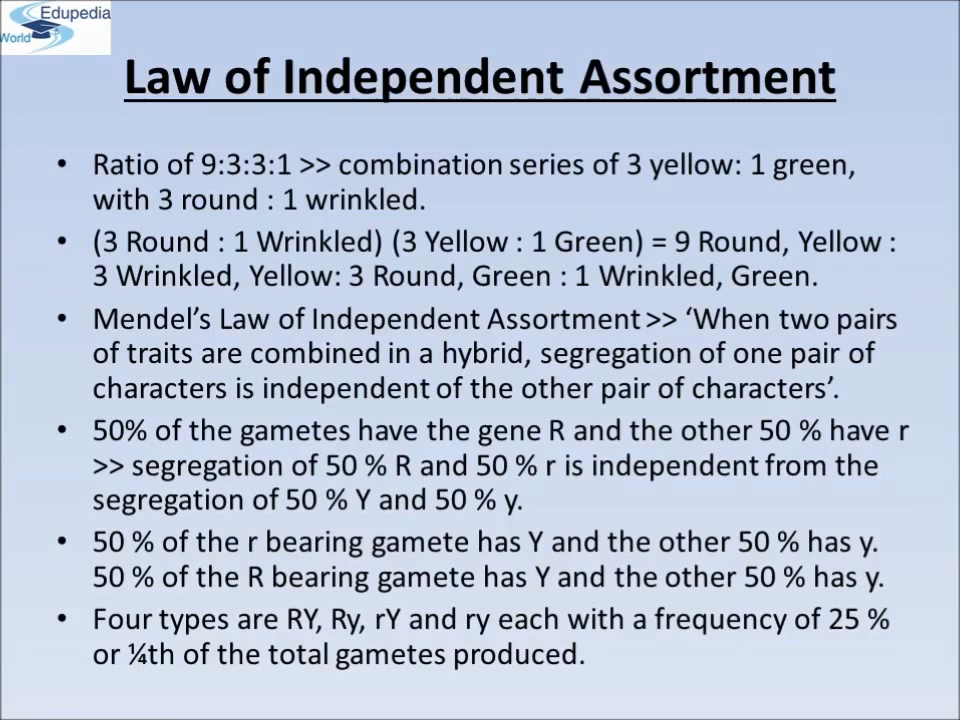 Edupedia
World
Law of Independent Assortment
• Ratio of 9:3:3:1 >> combination series of 3 yellow: 1 green,
with 3 round : 1 wrinkled.
• (3 Round : 1 Wrinkled) (3 Yellow : 1 Green) = 9 Round, Yellow :
3 Wrinkled, Yellow: 3 Round, Green : 1 Wrinkled, Green.
• Mendel’s Law of Independent Assortment >> ‘When two pairs
of traits are combined in a hybrid, segregation of one pair of
characters is independent of the other pair of characters’.
• 50% of the gametes have the gene R and the other 50 % have r
>> segregation of 50 % R and 50 % r is independent from the
segregation of 50 % Y and 50 % y.
• 50 % of the r bearing gamete has Y and the other 50 % has y.
50 % of the R bearing gamete has Y and the other 50 % has y.
• Four types are RY, Ry, rY and ry each with a frequency of 25 %
or ¼th of the total gametes produced.